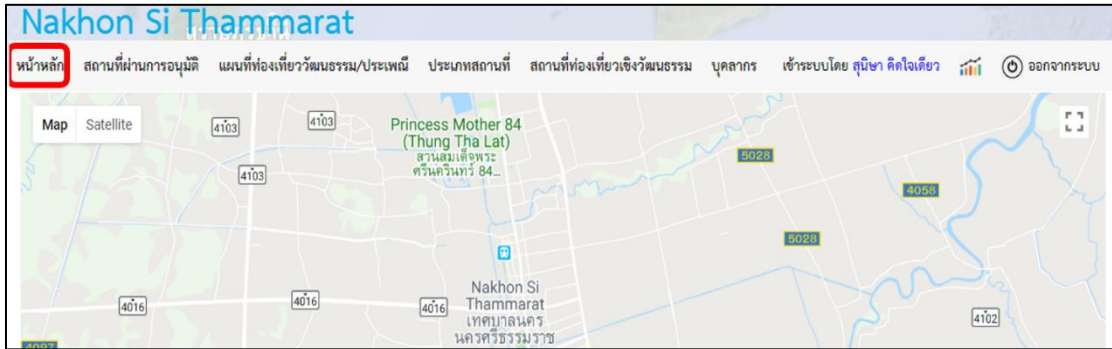 Nakhon Si Thammarat
หน้าหลัก สถานที่ผ่านการอนุมัติ แผนที่ท่องเที่ยววัฒนธรรม/ประเพณี ประเภทสถานที่ สถานที่ท่องเที่ยวเชิงวัฒนธรรม บุคลากร เข้าระบบโดย สุนิษา คิดใจเดียว ออกจากระบบ
Map Satellite
4103
4103
Princess Mother 84
(Thung Tha Lat)
สวนสมเด็จพระ
ศรีนครินทร์ 84...
5028
4103
4058
5028
Nakhon Si
Thammarat
เทศบาลนคร
นครศรีธรรมราช
4016
4016
4016
4102
4097